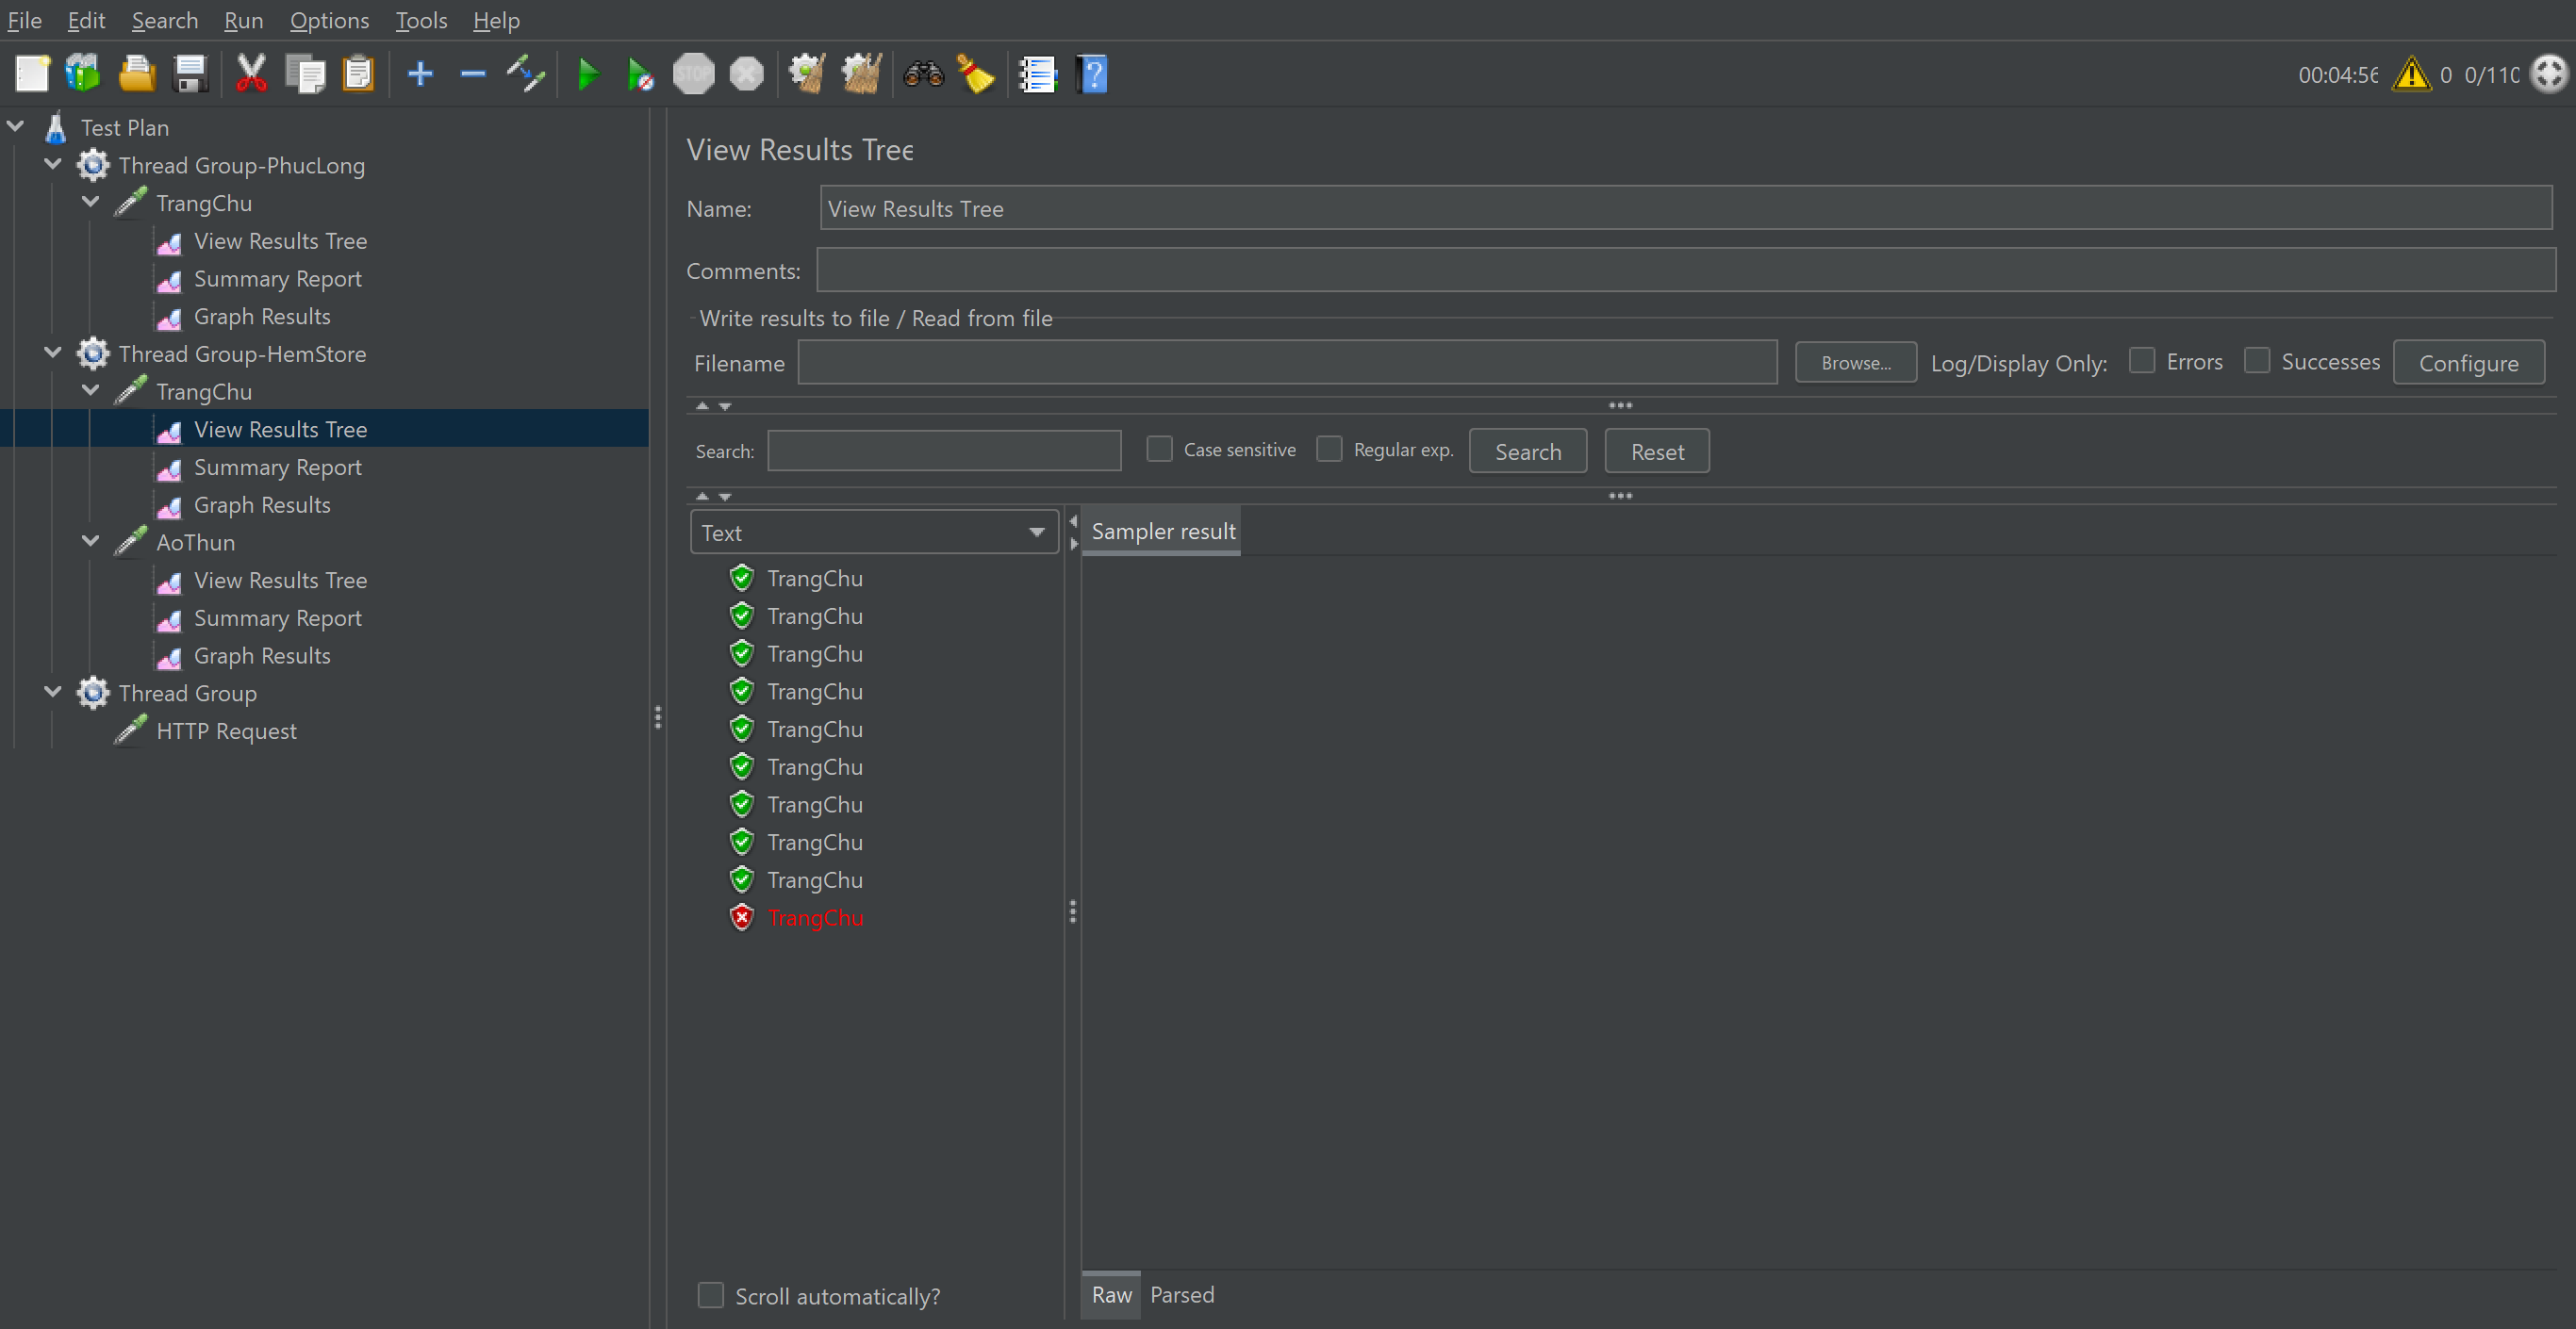 File Edit Search Run Options Tools Help
STOP
00:04:56 0 0/110
Test Plan
Thread Group-PhucLong
TrangChu
View Results Tree
Summary Report
Graph Results
Thread Group-HemStore
TrangChu
View Results Tree
Summary Report
Graph Results
AoThun
View Results Tree
Summary Report
Graph Results
Thread Group
HTTP Request
View Results Tree
Name: View Results Tree
Comments:
Write results to file / Read from file
Filename Browse... Log/Display Only: Errors Successes Configure
Search: Case sensitive Regular exp. Search Reset
Text
Sampler result
TrangChu
TrangChu
TrangChu
TrangChu
TrangChu
TrangChu
TrangChu
TrangChu
TrangChu
TrangChu
Scroll automatically?
Raw Parsed